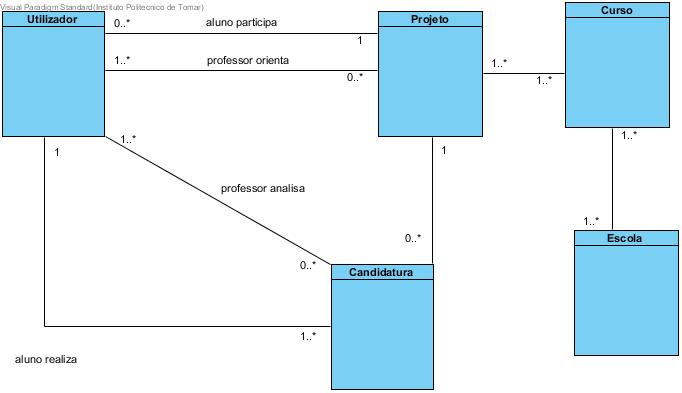 Visual Paradigm Standard(Instituto Politecnico de Tomar)
Utilizador
0..*
aluno participa
1
Projeto
Curso
1..*
professor orienta
0..*
1..*
1..*
1
1..*
professor analisa
1
0..*
0..*
Candidatura
1..*
1..*
Escola
1..*
aluno realiza